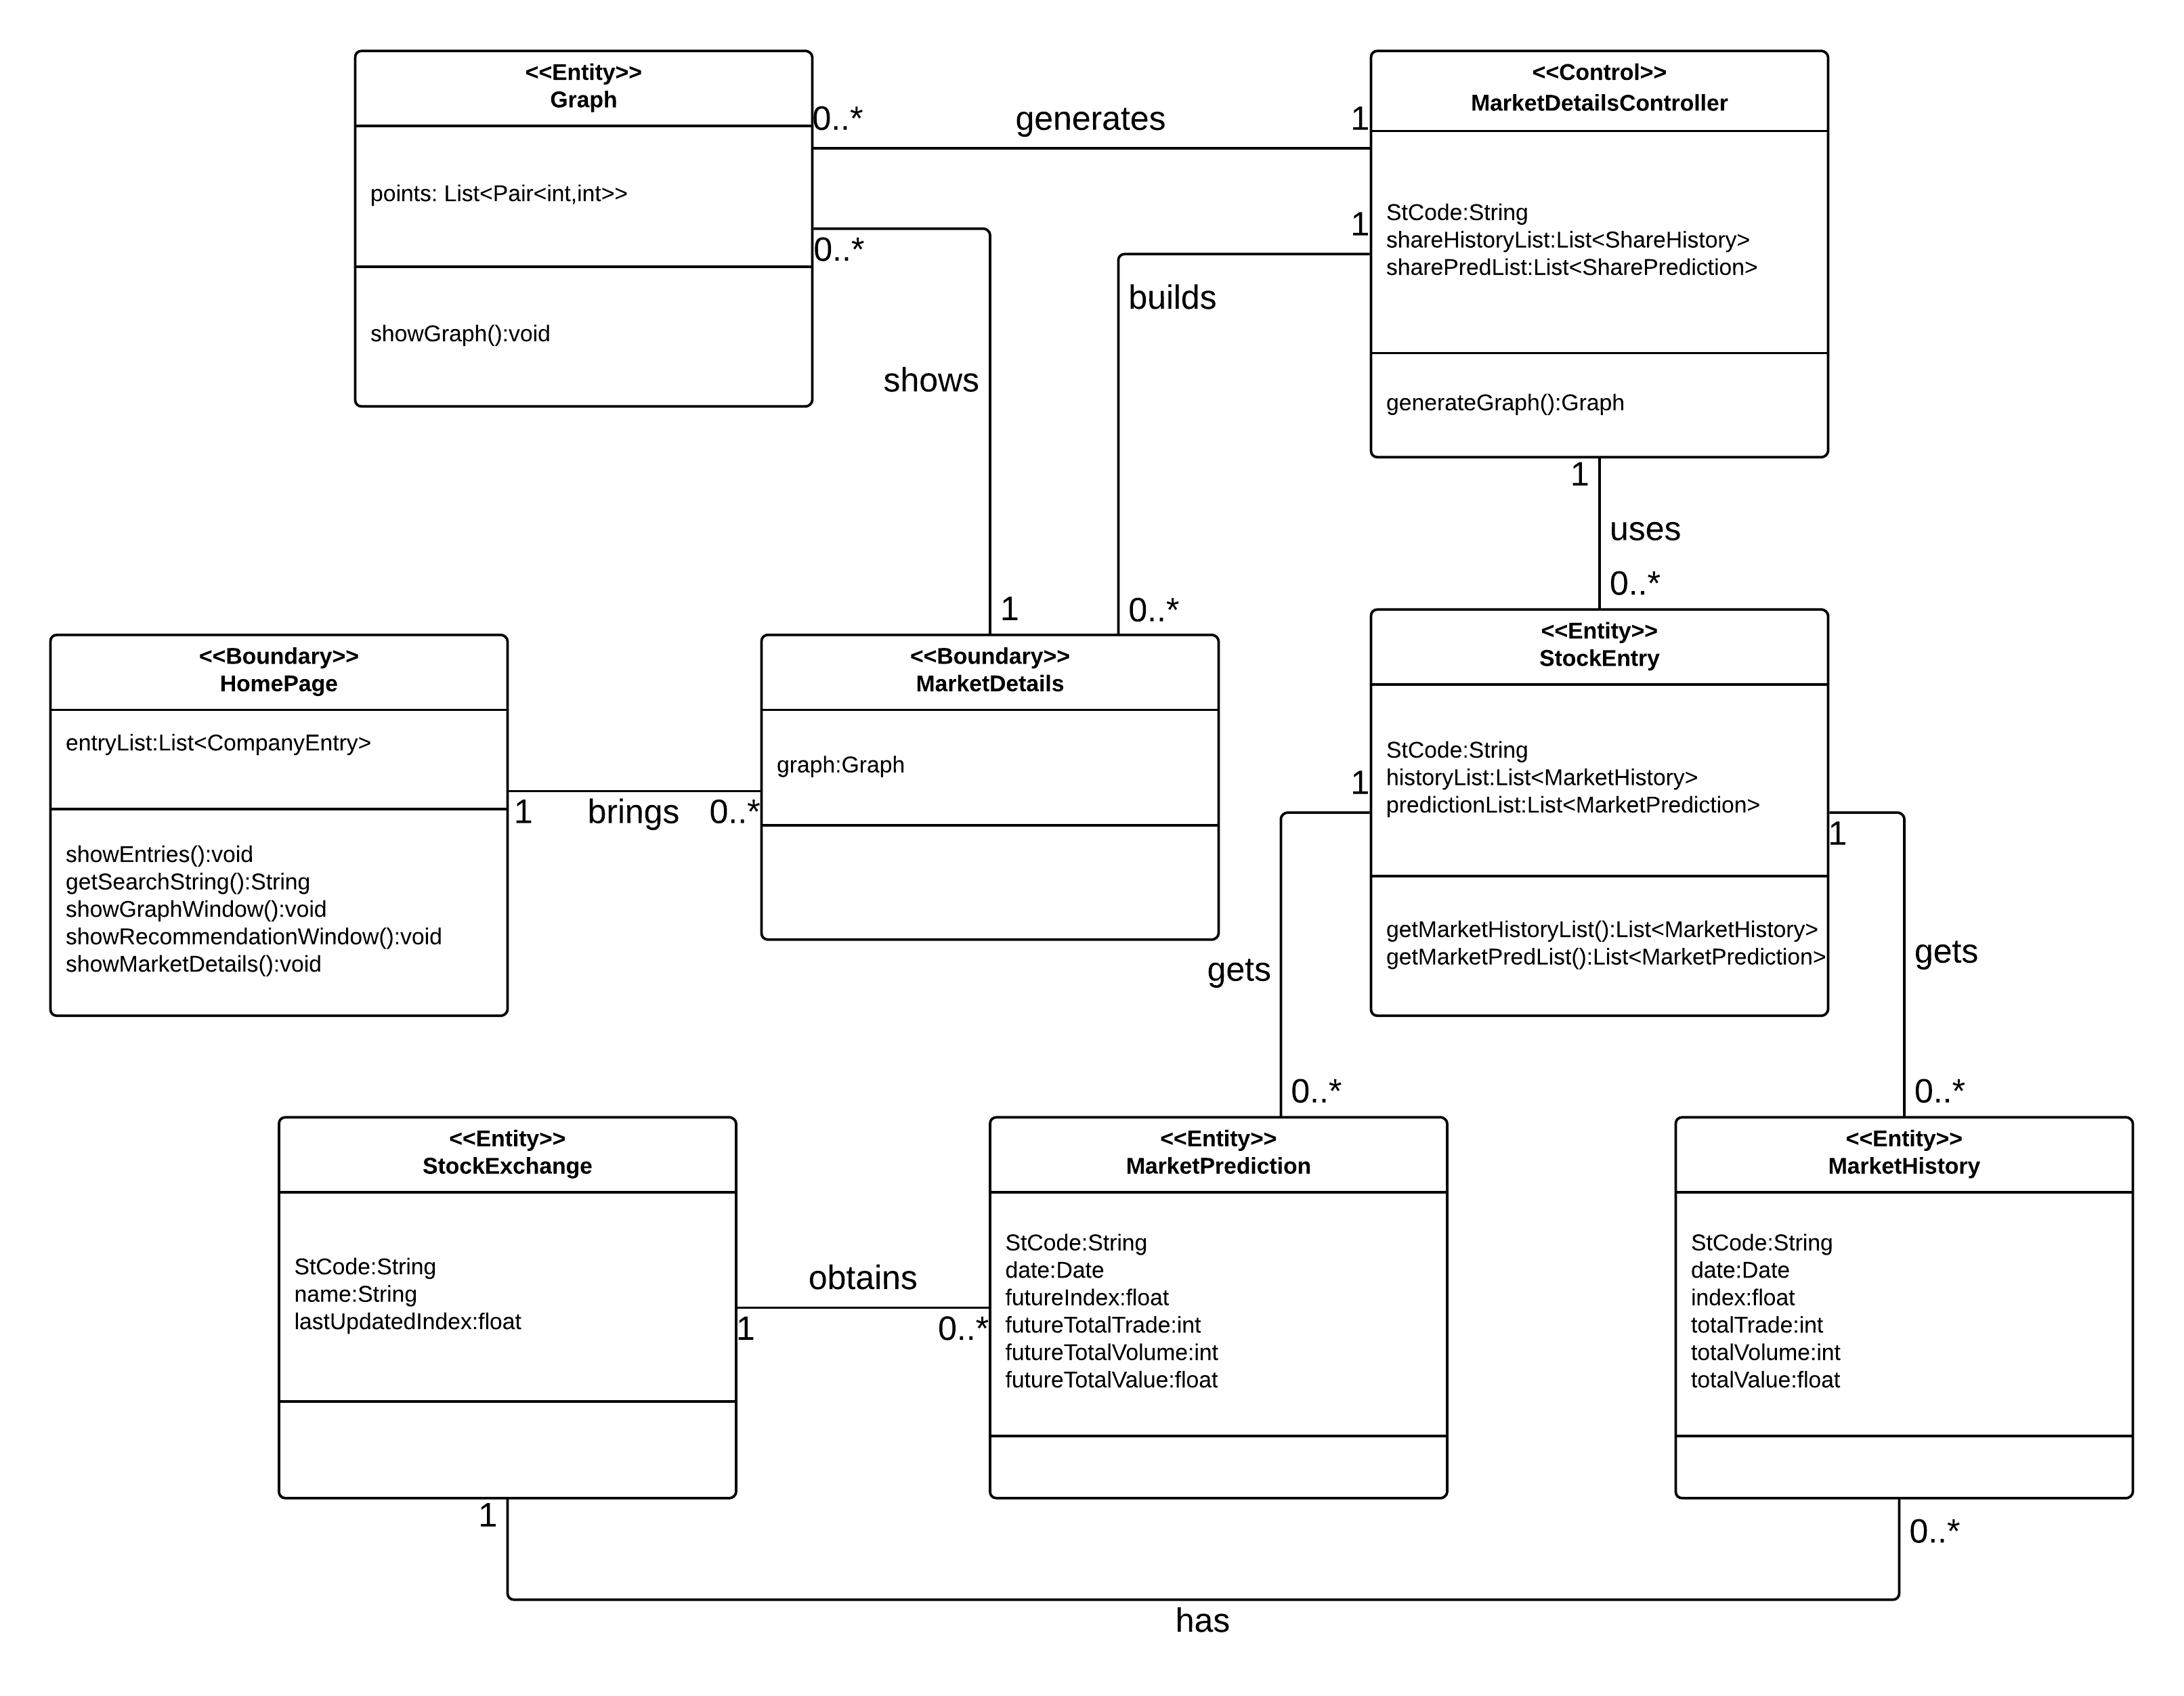 <<Entity>>
Graph
points: List<Pair<int,int>>
showGraph():void
0..*
generates
1
0..*
shows
1
<<Control>>
MarketDetailsController
StCode:String
shareHistoryList:List<ShareHistory>
sharePredList:List<SharePrediction>
generateGraph():Graph
1
builds
0..*
1
uses
0..*
<<Boundary>>
HomePage
entryList:List<CompanyEntry>
showEntries():void
getSearchString():String
showGraphWindow():void
showRecommendationWindow():void
showMarketDetails():void
1
brings
0..*
<<Boundary>>
MarketDetails
graph:Graph
<<Entity>>
StockEntry
StCode:String
historyList:List<MarketHistory>
predictionList:List<MarketPrediction>
getMarketHistoryList():List<MarketHistory>
getMarketPredList():List<MarketPrediction>
1
gets
0..*
1
gets
0..*
<<Entity>>
StockExchange
StCode:String
name:String
lastUpdatedIndex:float
obtains
1
0..*
<<Entity>>
MarketPrediction
StCode:String
date:Date
futureIndex:float
futureTotalTrade:int
futureTotalVolume:int
futureTotalValue:float
<<Entity>>
MarketHistory
StCode:String
date:Date
index:float
totalTrade:int
totalVolume:int
totalValue:float
1
0..*
has